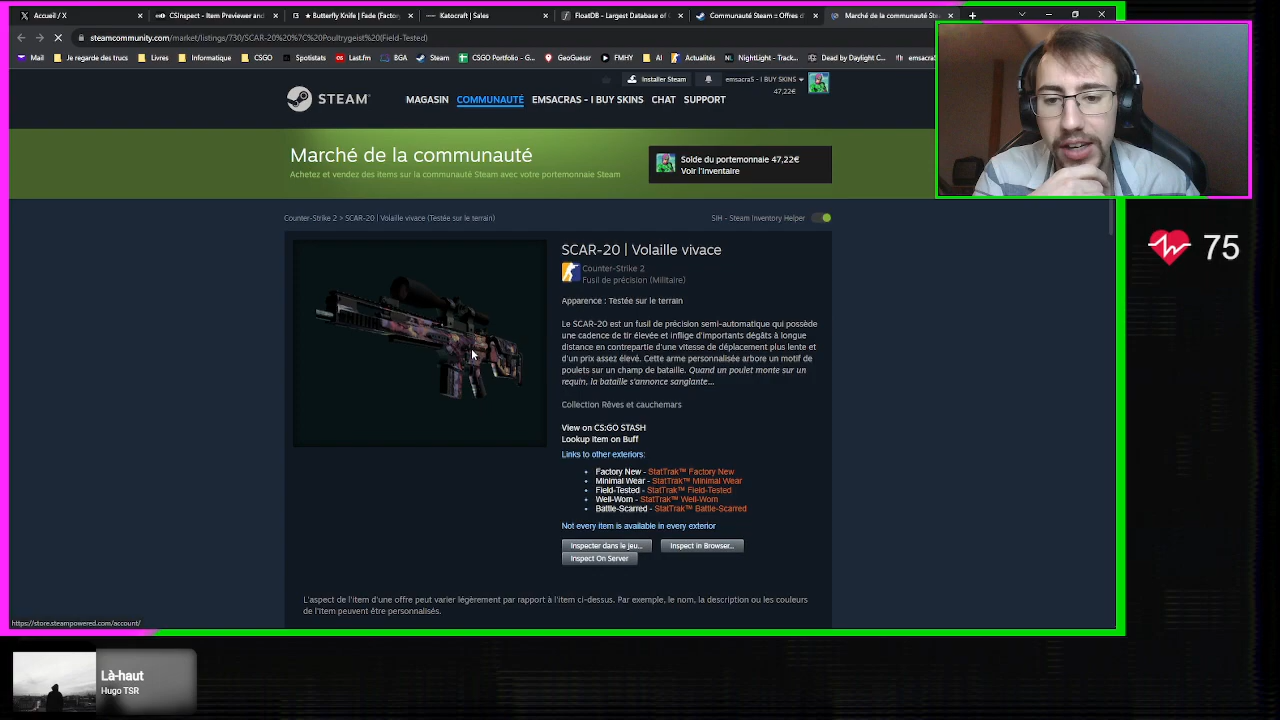 Accueil / X
CSInspect - Item Previewer an
★ Butterfly Knife | Fade (Factor
Katocraft | Sales
FloatDB - Largest Database of
Communauté Steam :: Offres d'
Marché de la communauté Ste
steamcommunity.com/market/listings/730/SCAR-20%20%7C%20Poultrygeist%20(Field-Tested)
Mail
Je regarde des trucs
Livres
Informatique
CSGO
Spotistats
Last.fm
BGA
Steam
CSGO Portfolio - G...
GeoGuessr
FMHY
AI
Actualités
NightLight - Track...
Dead by Daylight C...
Installer Steam
emsacraS - I BUY SKINS
47,22€
STEAM
MAGASIN
COMMUNAUTÉ
EMSACRAS - I BUY SKINS
CHAT
SUPPORT
Marché de la communauté
Achetez et vendez des items sur la communauté Steam avec votre portemonnaie Steam
Solde du portemonnaie 47,22€
Voir l'inventaire
Counter-Strike 2 > SCAR-20 | Volaille vivace (Testée sur le terrain)
SIH - Steam Inventory Helper
SCAR-20 | Volaille vivace
Counter-Strike 2
Fusil de précision (Militaire)
Apparence : Testée sur le terrain
Le SCAR-20 est un fusil de précision semi-automatique qui possède
une cadence de tir élevée et inflige d'importants dégâts à longue
distance en contrepartie d'une vitesse de déplacement plus lente et
d'un prix assez élevé. Cette arme personnalisée arbore un motif de
poulets sur un champ de bataille. Quand un poulet monte sur un
requin, la bataille s'annonce sanglante...
Collection Rêves et cauchemars
View on CS:GO STASH
Lookup Item on Buff
Links to other exteriors:
Factory New - StatTrak™ Factory New
Minimal Wear - StatTrak™ Minimal Wear
Field-Tested - StatTrak™ Field-Tested
Well-Worn - StatTrak™ Well-Worn
Battle-Scarred - StatTrak™ Battle-Scarred
Not every item is available in every exterior
Inspecter dans le jeu...
Inspect in Browser...
Inspect On Server
L'aspect de l'item d'une offre peut varier légèrement par rapport à l'item ci-dessus. Par exemple, le nom, la description ou les couleurs
de l'item peuvent être personnalisés.
https://store.steampowered.com/account/
75
Là-haut
Hugo TSR